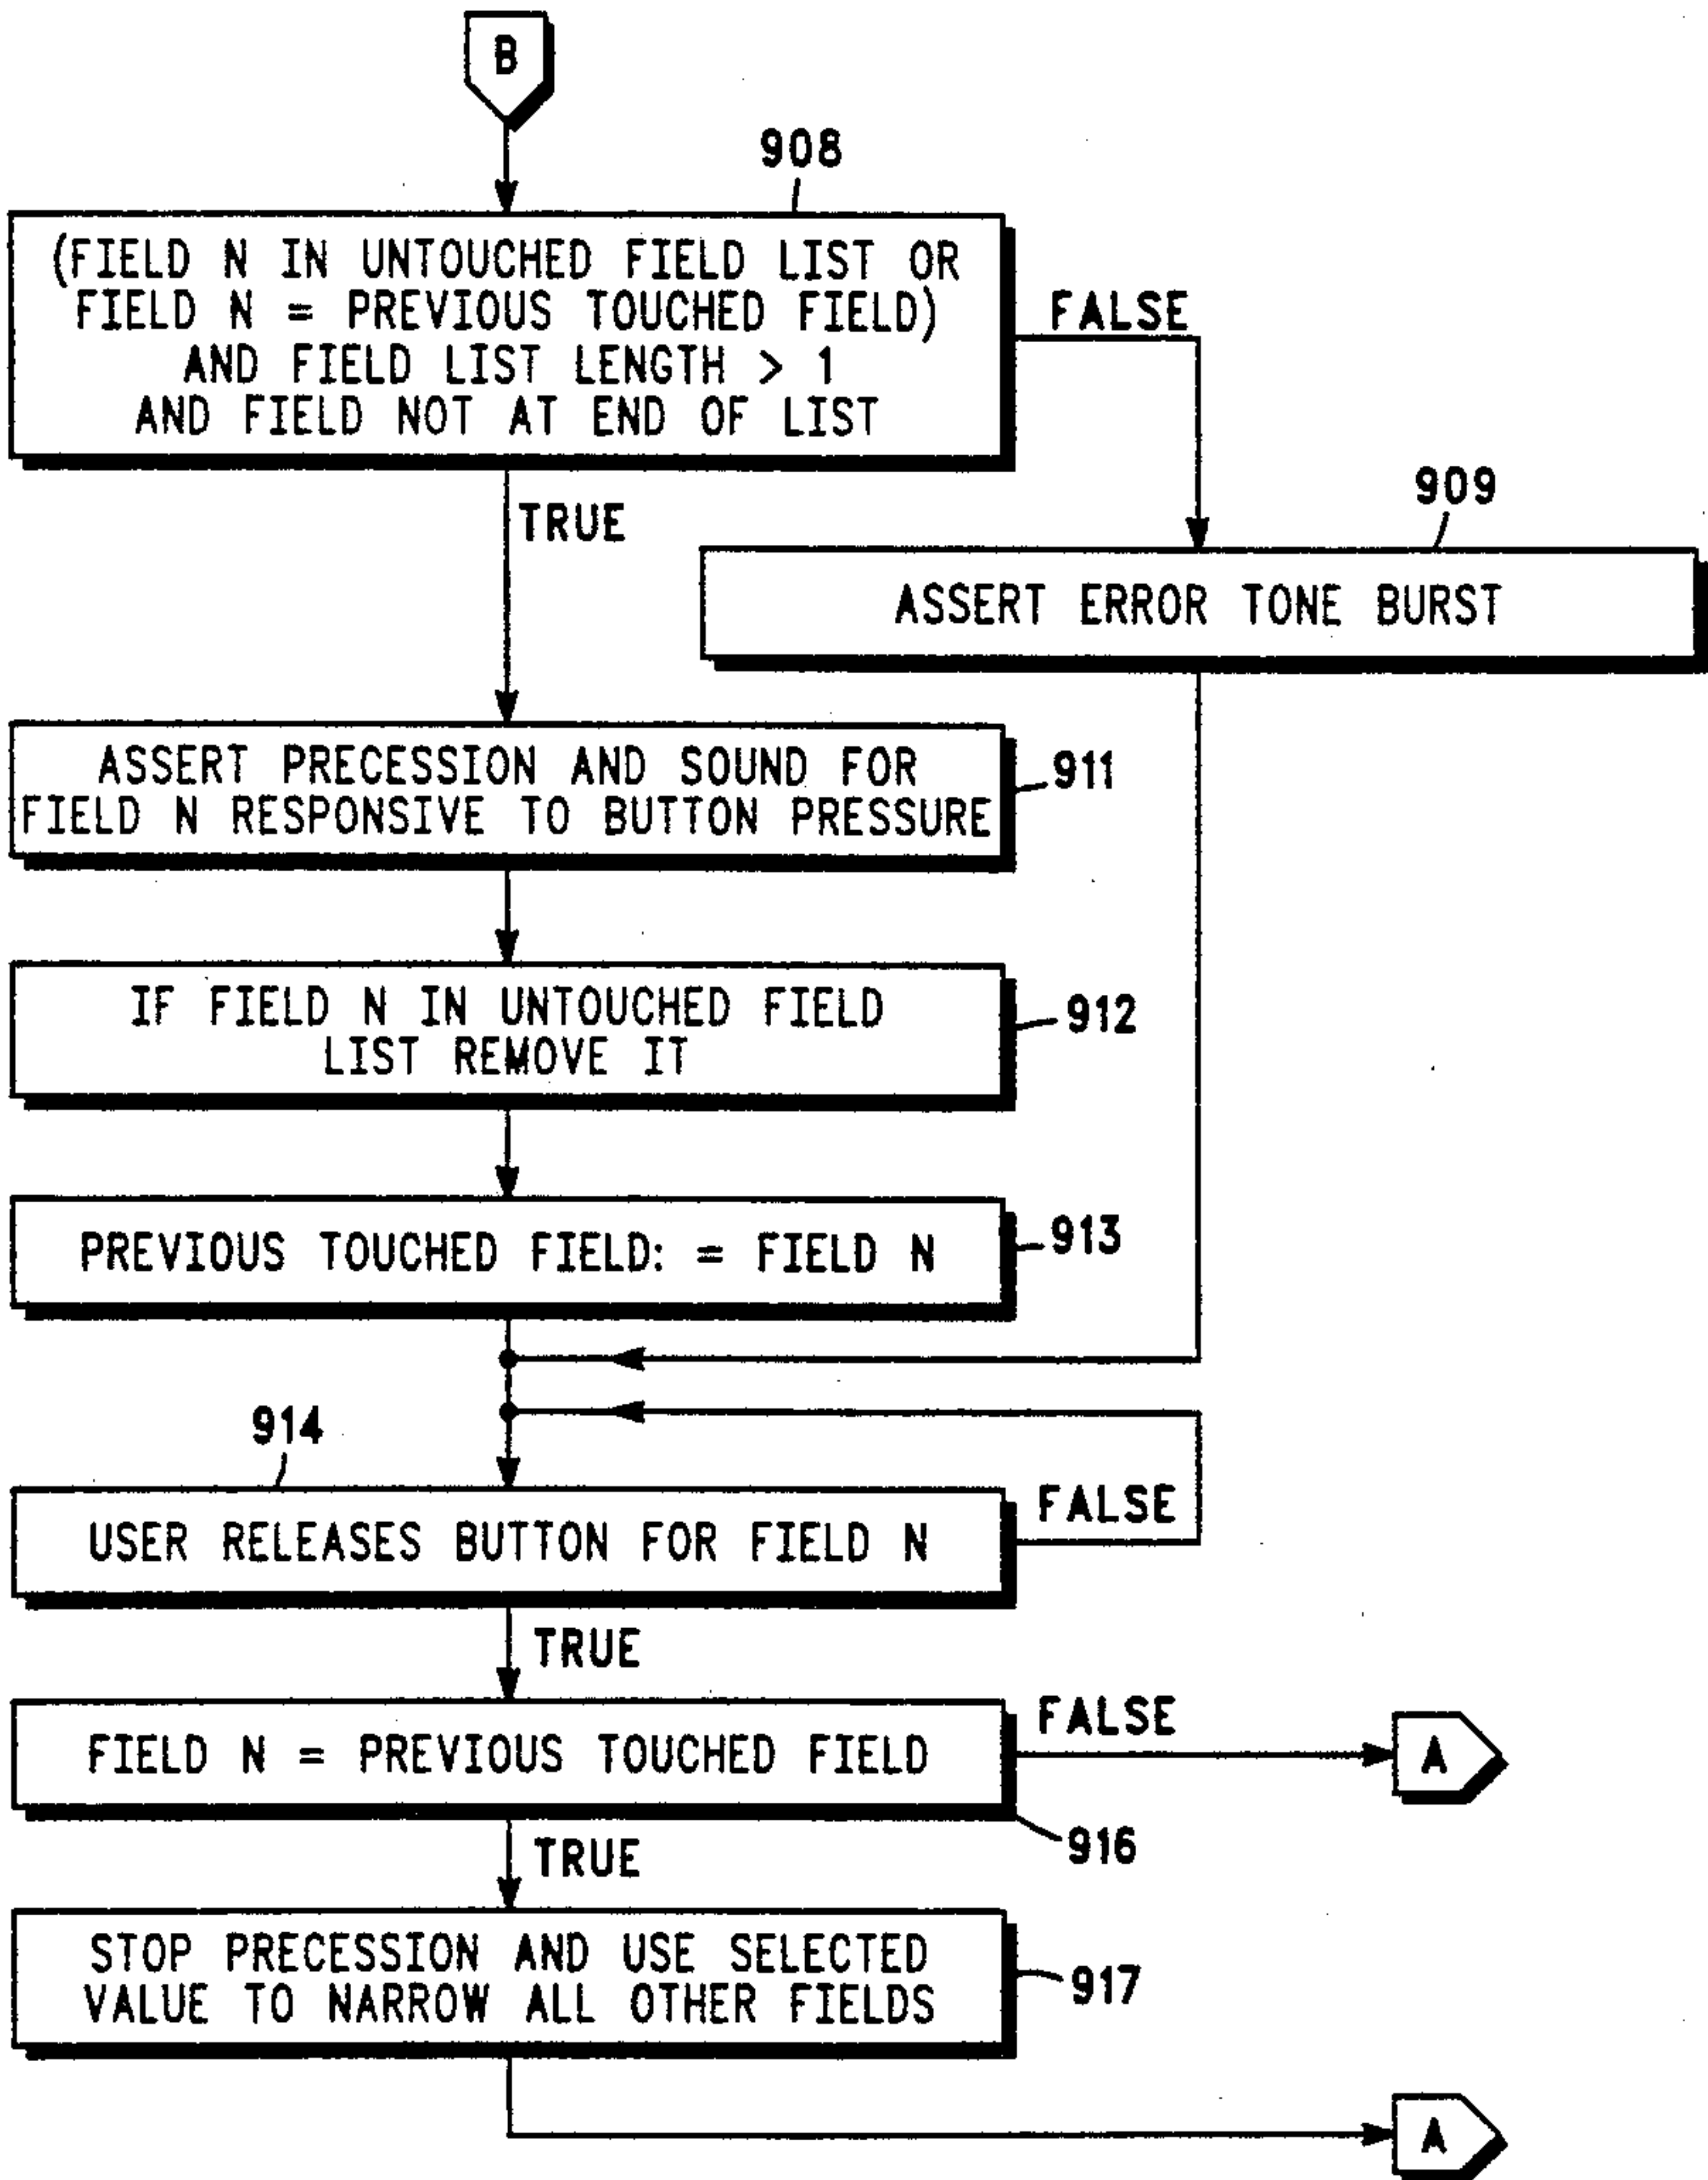 B
908
(FIELD N IN UNTOUCHED FIELD LIST OR
FIELD N = PREVIOUS TOUCHED FIELD)
AND FIELD LIST LENGTH > 1
AND FIELD NOT AT END OF LIST
FALSE
TRUE
909
ASSERT ERROR TONE BURST
ASSERT PRECESSION AND SOUND FOR
FIELD N RESPONSIVE TO BUTTON PRESSURE
911
IF FIELD N IN UNTOUCHED FIELD
LIST REMOVE IT
912
PREVIOUS TOUCHED FIELD: = FIELD N
913
914
USER RELEASES BUTTON FOR FIELD N
FALSE
TRUE
FIELD N = PREVIOUS TOUCHED FIELD
FALSE
A
916
TRUE
STOP PRECESSION AND USE SELECTED
VALUE TO NARROW ALL OTHER FIELDS
917
A